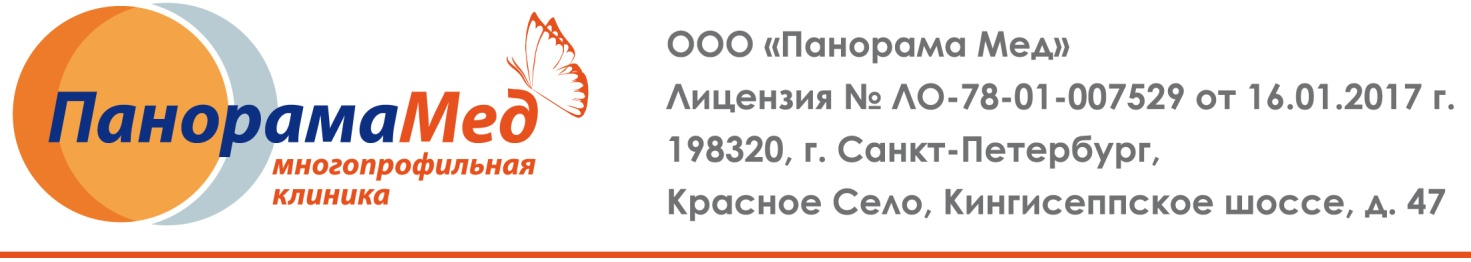 ПанорамаМед
многопрофильная
клиника
ООО «Панорама Мед»
Лицензия № ЛО-78-01-007529 от 16.01.2017 г.
198320, г. Санкт-Петербург,
Красное Село, Кингисеппское шоссе, д. 47